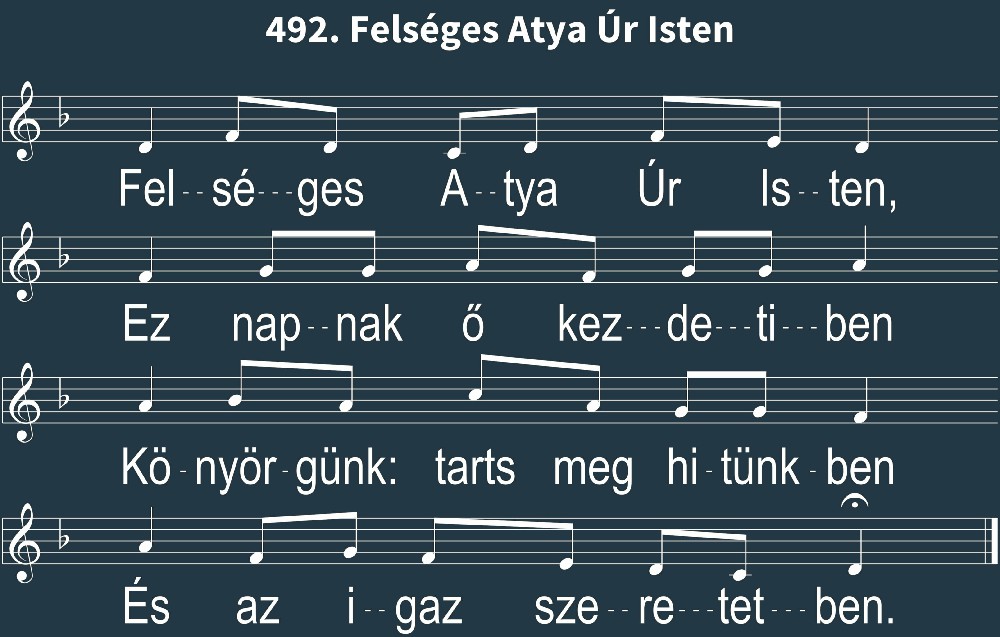 492. Felséges Atya Úr Isten
Fel--sé---ges A--tya Úr Is--ten,
Ez nap--nak ő kez---de---ti---ben
Kö-nyör-günk: tarts meg hi-tünk-ben
És az i--gaz sze--re---tet---ben.